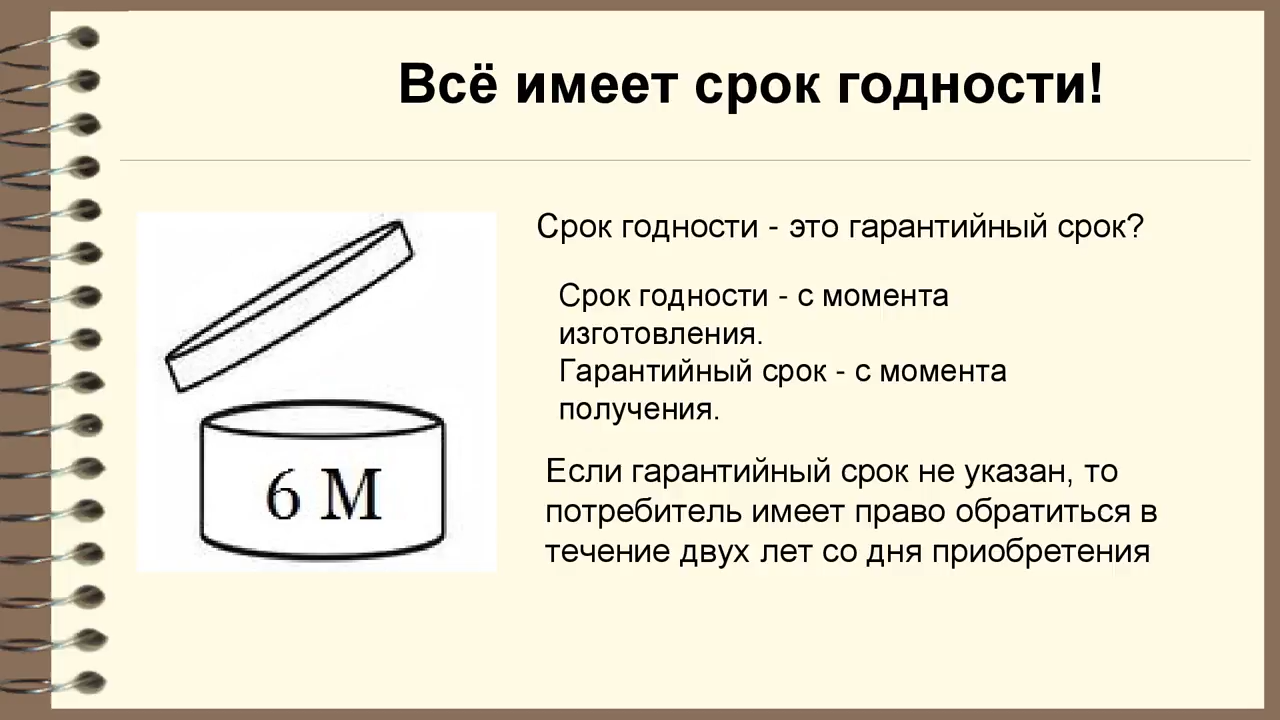 Всё имеет срок годности!
Срок годности - это гарантийный срок?
Срок годности - с момента
изготовления.
Гарантийный срок - с момента
получения.
Если гарантийный срок не указан, то
потребитель имеет право обратиться в
течение двух лет со дня приобретения
6 М